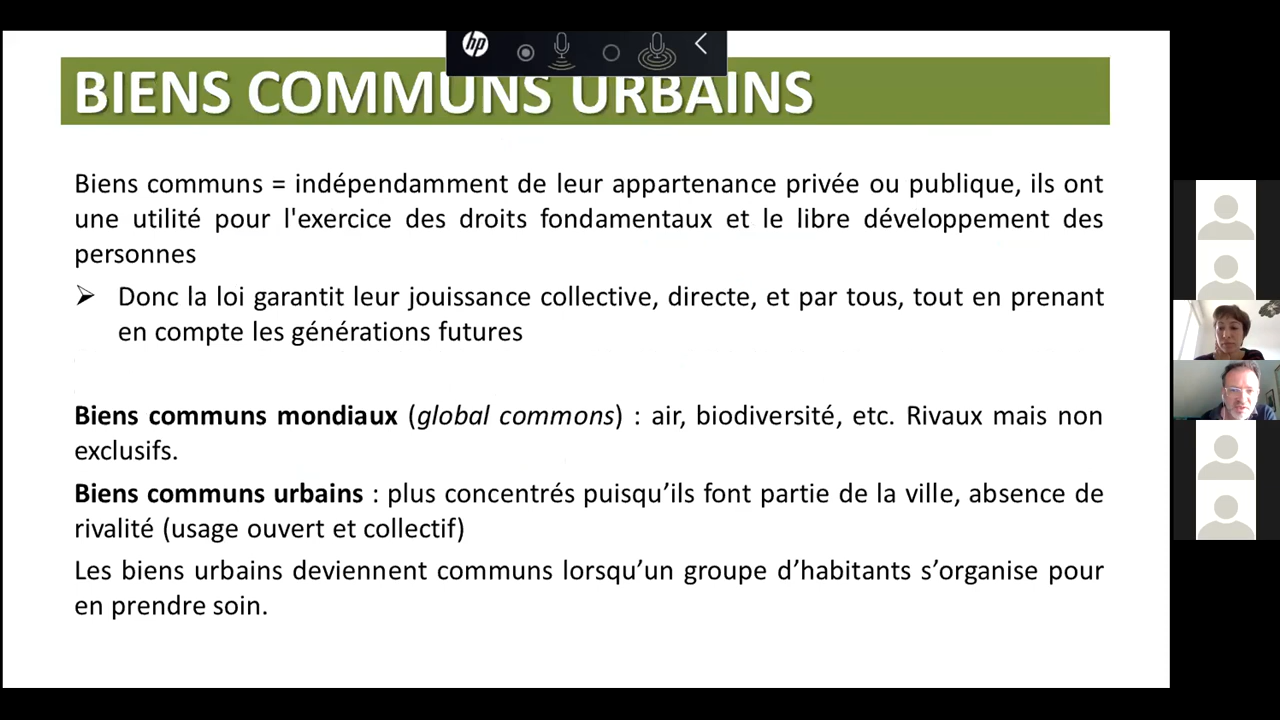 hp
BIENS COMMUNS URBAINS
Biens communs = indépendamment de leur appartenance privée ou publique, ils ont
une utilité pour l'exercice des droits fondamentaux et le libre développement des
personnes
➢ Donc la loi garantit leur jouissance collective, directe, et par tous, tout en prenant
en compte les générations futures
Biens communs mondiaux (global commons) : air, biodiversité, etc. Rivaux mais non
exclusifs.
Biens communs urbains : plus concentrés puisqu’ils font partie de la ville, absence de
rivalité (usage ouvert et collectif)
Les biens urbains deviennent communs lorsqu’un groupe d’habitants s’organise pour
en prendre soin.